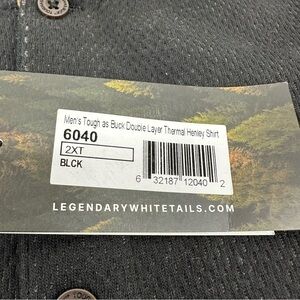 Men's Tough as Buck Double Layer Thermal Henley Shirt
6040
2XT
BLCK
6 32187 12040 2
LEGENDARYWHITETAILS.COM